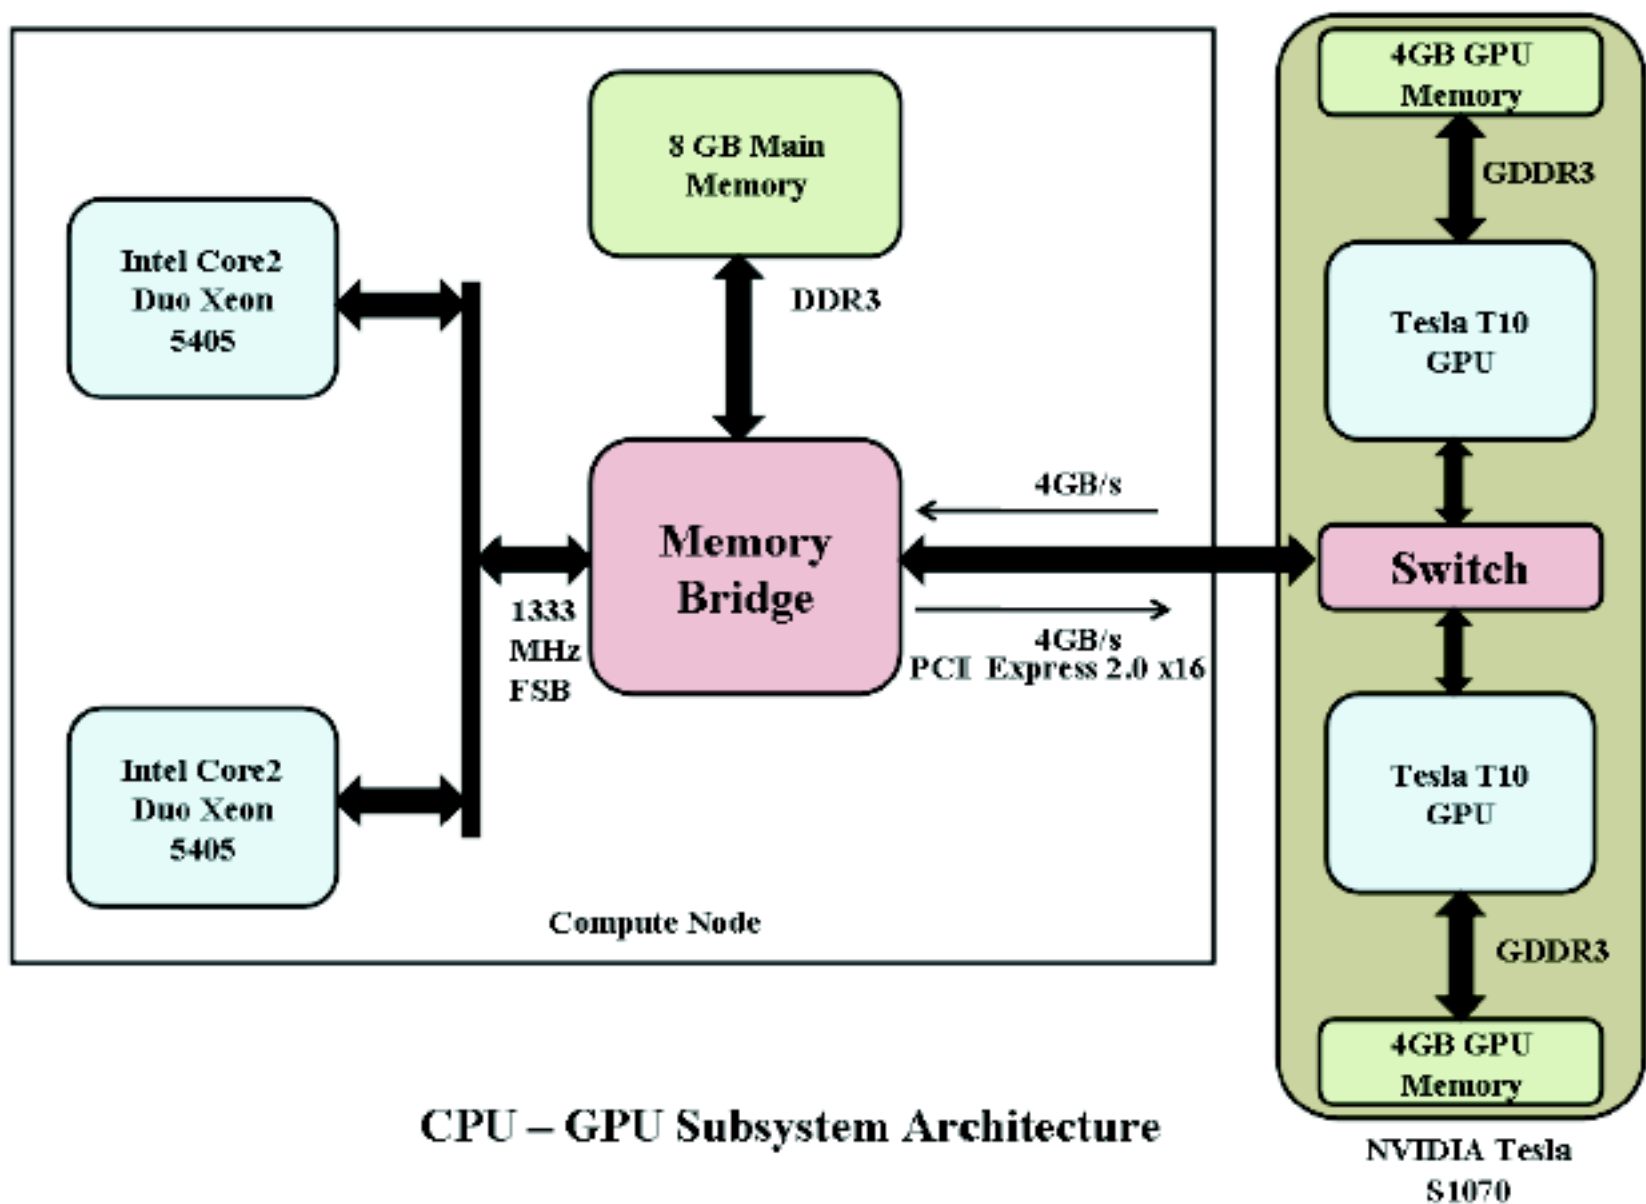 4GB GPU
Memory
GDDR3
8 GB Main
Memory
DDR3
Intel Core2
Duo Xeon
5405
Tesla T10
GPU
4GB/s
Memory
Bridge
Switch
1333
MHz
FSB
4GB/s
PCI Express 2.0 x16
Intel Core2
Duo Xeon
5405
Tesla T10
GPU
Compute Node
GDDR3
4GB GPU
Memory
CPU – GPU Subsystem Architecture
NVIDIA Tesla
S1070